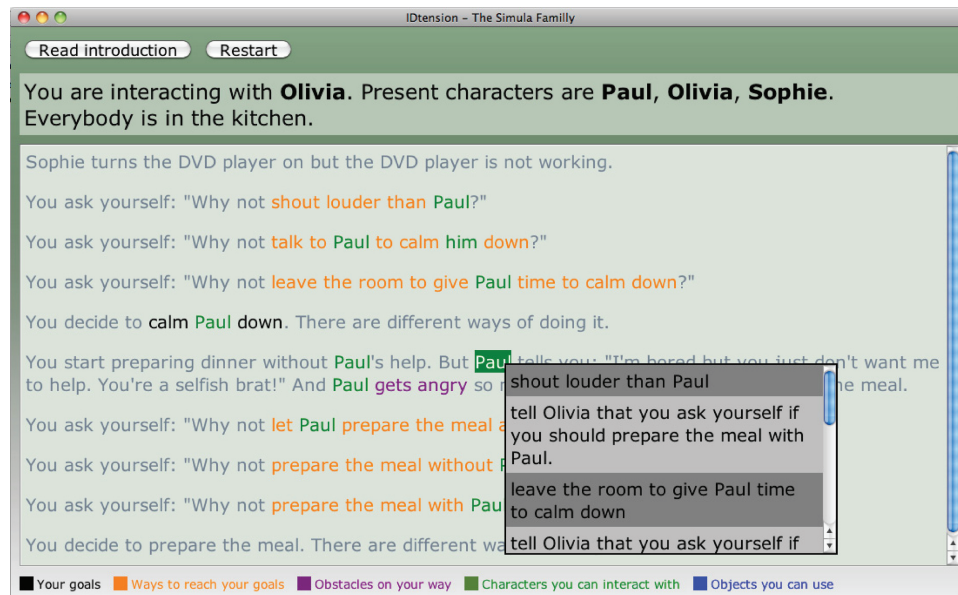 IDtension – The Simula Familly
Read introduction Restart
You are interacting with Olivia. Present characters are Paul, Olivia, Sophie.
Everybody is in the kitchen.
Sophie turns the DVD player on but the DVD player is not working.
You ask yourself: "Why not shout louder than Paul?"
You ask yourself: "Why not talk to Paul to calm him down?"
You ask yourself: "Why not leave the room to give Paul time to calm down?"
You decide to calm Paul down. There are different ways of doing it.
You start preparing dinner without Paul's help. But Paul tells you: "I'm bored but you just don't want me
to help. You're a selfish brat!" And Paul gets angry so the meal.
You ask yourself: "Why not let Paul prepare the meal
You ask yourself: "Why not prepare the meal without
You ask yourself: "Why not prepare the meal with Paul
You decide to prepare the meal. There are different
shout louder than Paul
tell Olivia that you ask yourself if
you should prepare the meal with
Paul.
leave the room to give Paul time
to calm down
tell Olivia that you ask yourself if
Your goals Ways to reach your goals Obstacles on your way Characters you can interact with Objects you can use